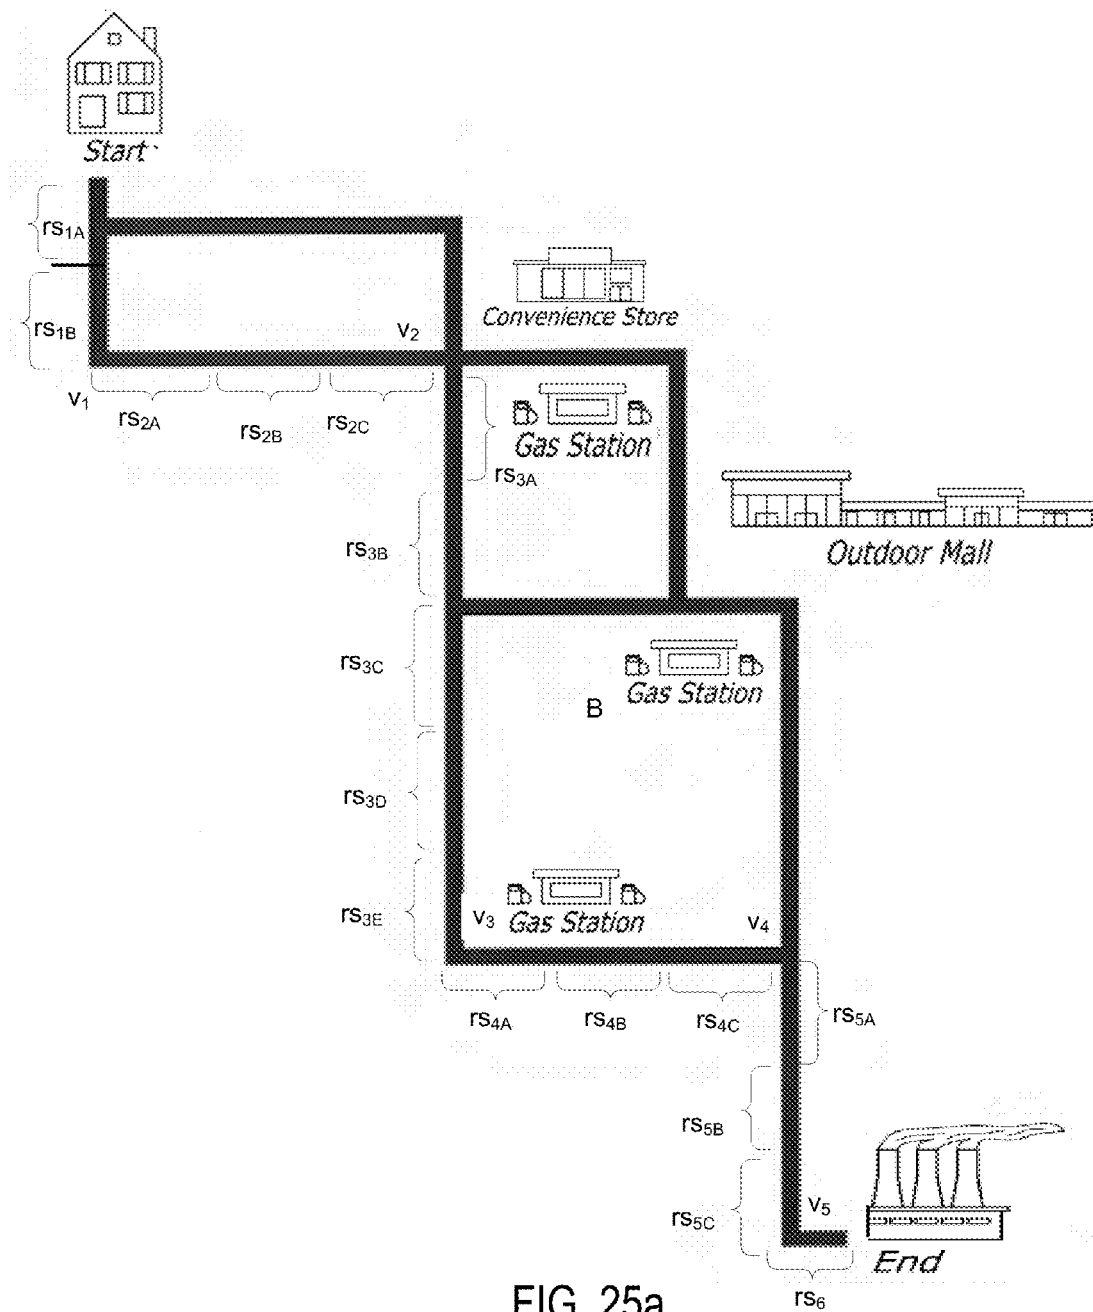 Start
rs1A
rs1B
v2
Convenience Store
v1
rs2A
rs2B
rs2C
Gas Station
rs3A
rs3B
Outdoor Mall
rs3C
Gas Station
B
rs3D
rs3E
v3
Gas Station
v4
rs4A
rs4B
rs4C
rs5A
rs5B
rs5C
v5
End
rs6
FIG. 25a